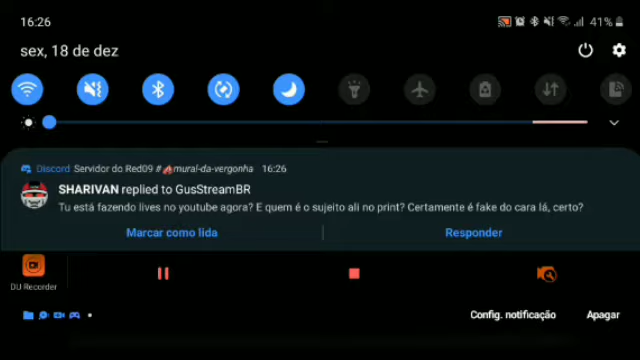 16:26
41%
sex, 18 de dez
Discord Servidor do Red09 #📣mural-da-vergonha 16:26
SHARIVAN replied to GusStreamBR
Tu está fazendo lives no youtube agora? E quem é o sujeito ali no print? Certamente é fake do cara lá, certo?
Marcar como lida
Responder
DU Recorder
Config. notificação
Apagar